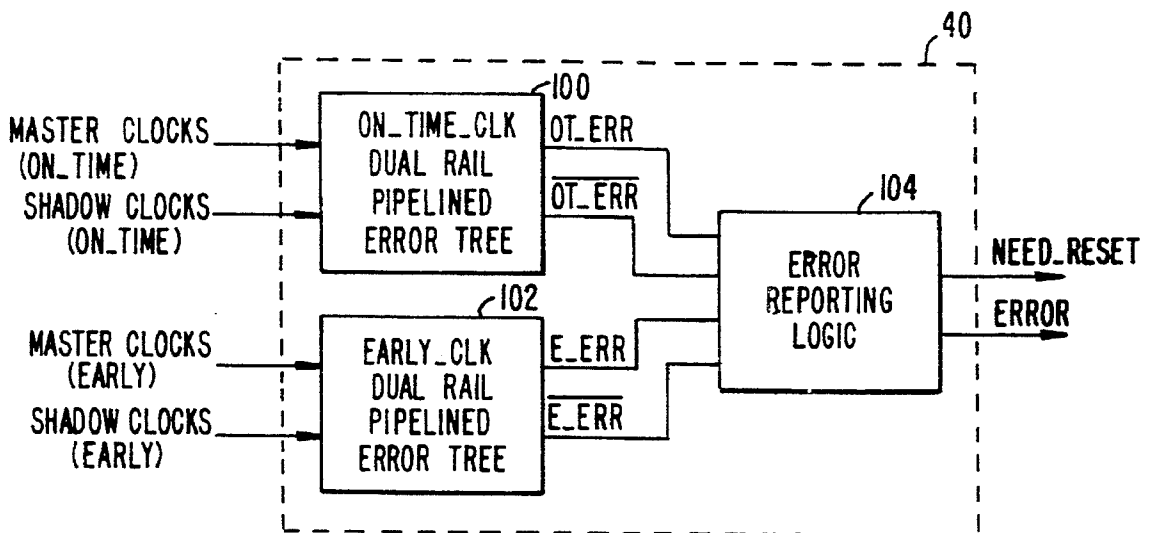 40
100
MASTER CLOCKS
(ON_TIME)
SHADOW CLOCKS
(ON_TIME)
ON_TIME_CLK
DUAL RAIL
PIPELINED
ERROR TREE
OT_ERR
OT_ERR
104
ERROR
REPORTING
LOGIC
NEED_RESET
ERROR
102
MASTER CLOCKS
(EARLY)
SHADOW CLOCKS
(EARLY)
EARLY_CLK
DUAL RAIL
PIPELINED
ERROR TREE
E_ERR
E_ERR